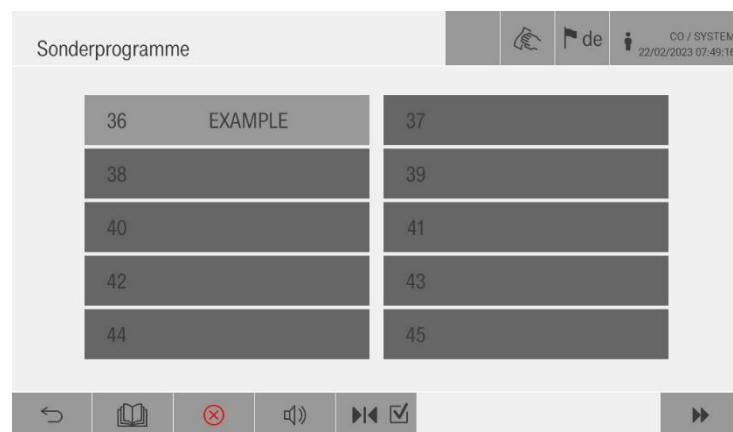 Sonderprogramme
de
CO / SYSTEM
22/02/2023 07:49:16
36 EXAMPLE 37
38 39
40 41
42 43
44 45